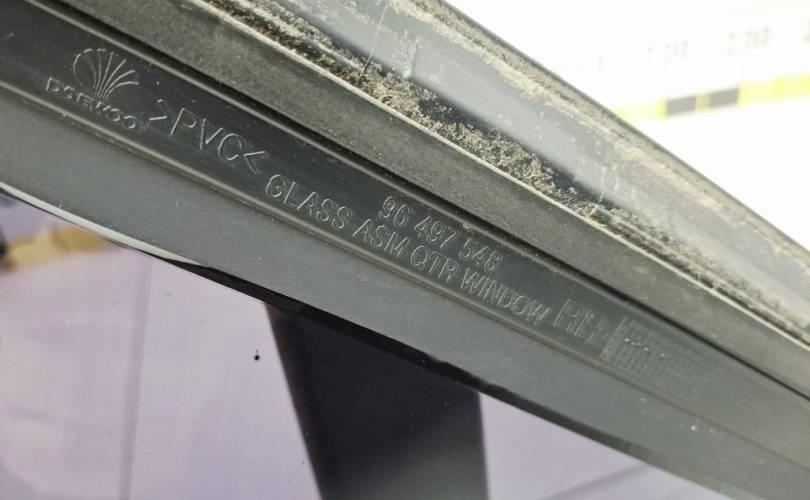 DAEWOO
>PVC<
96 497 546
GLASS ASM QTR WINDOW
RH